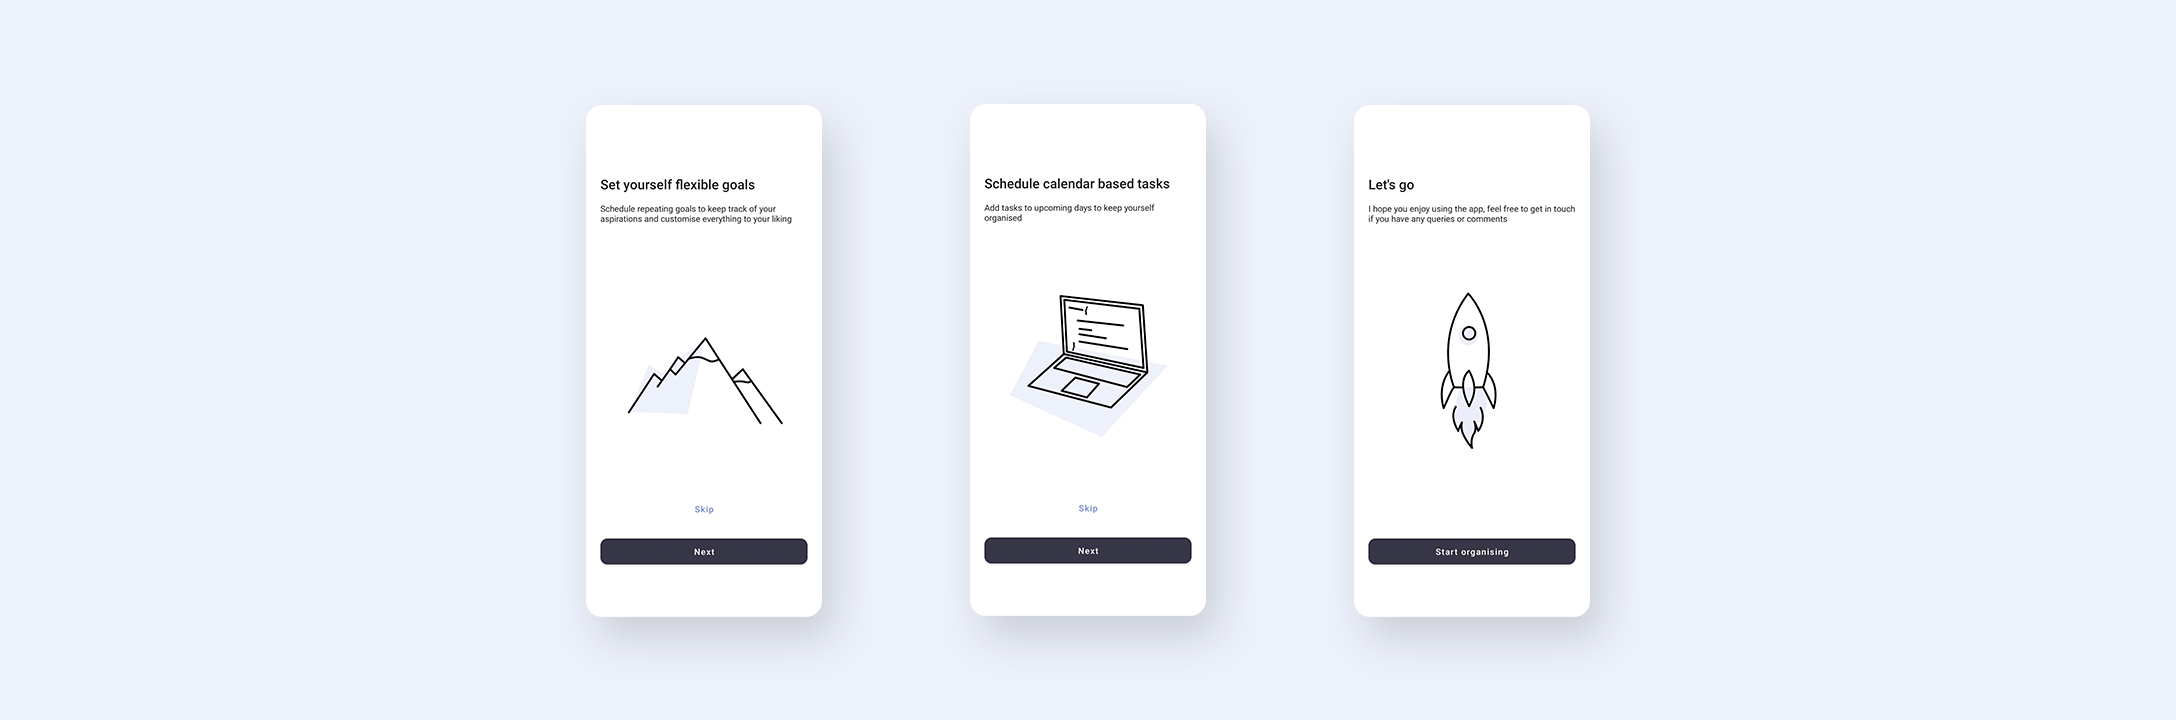 Set yourself flexible goals
Schedule repeating goals to keep track of your
aspirations and customise everything to your liking
Skip
Next
Schedule calendar based tasks
Add tasks to upcoming days to keep yourself
organised
Skip
Next
Let's go
I hope you enjoy using the app, feel free to get in touch
if you have any queries or comments
Start organising